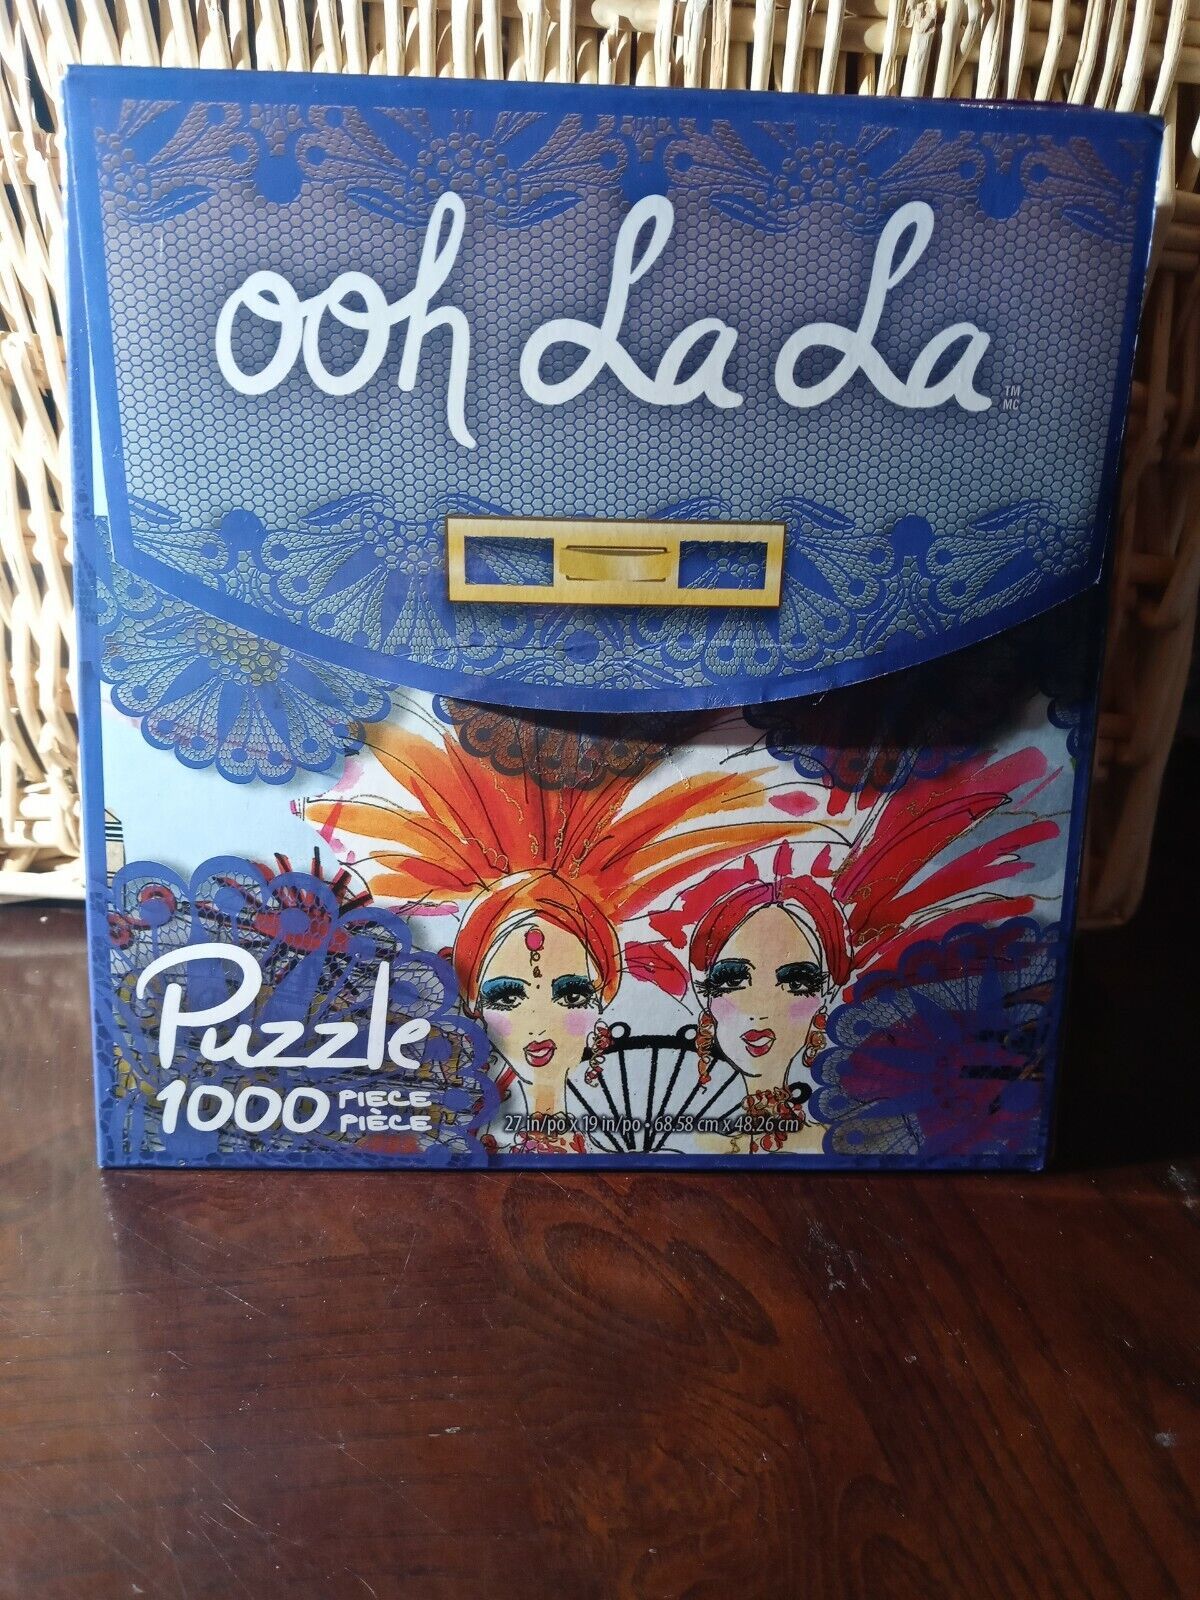 ooh La La
TM
MC
Puzzle
1000 PIECE
PIÈCE
27 in/po x 19 in/po • 68.58 cm x 48.26 cm